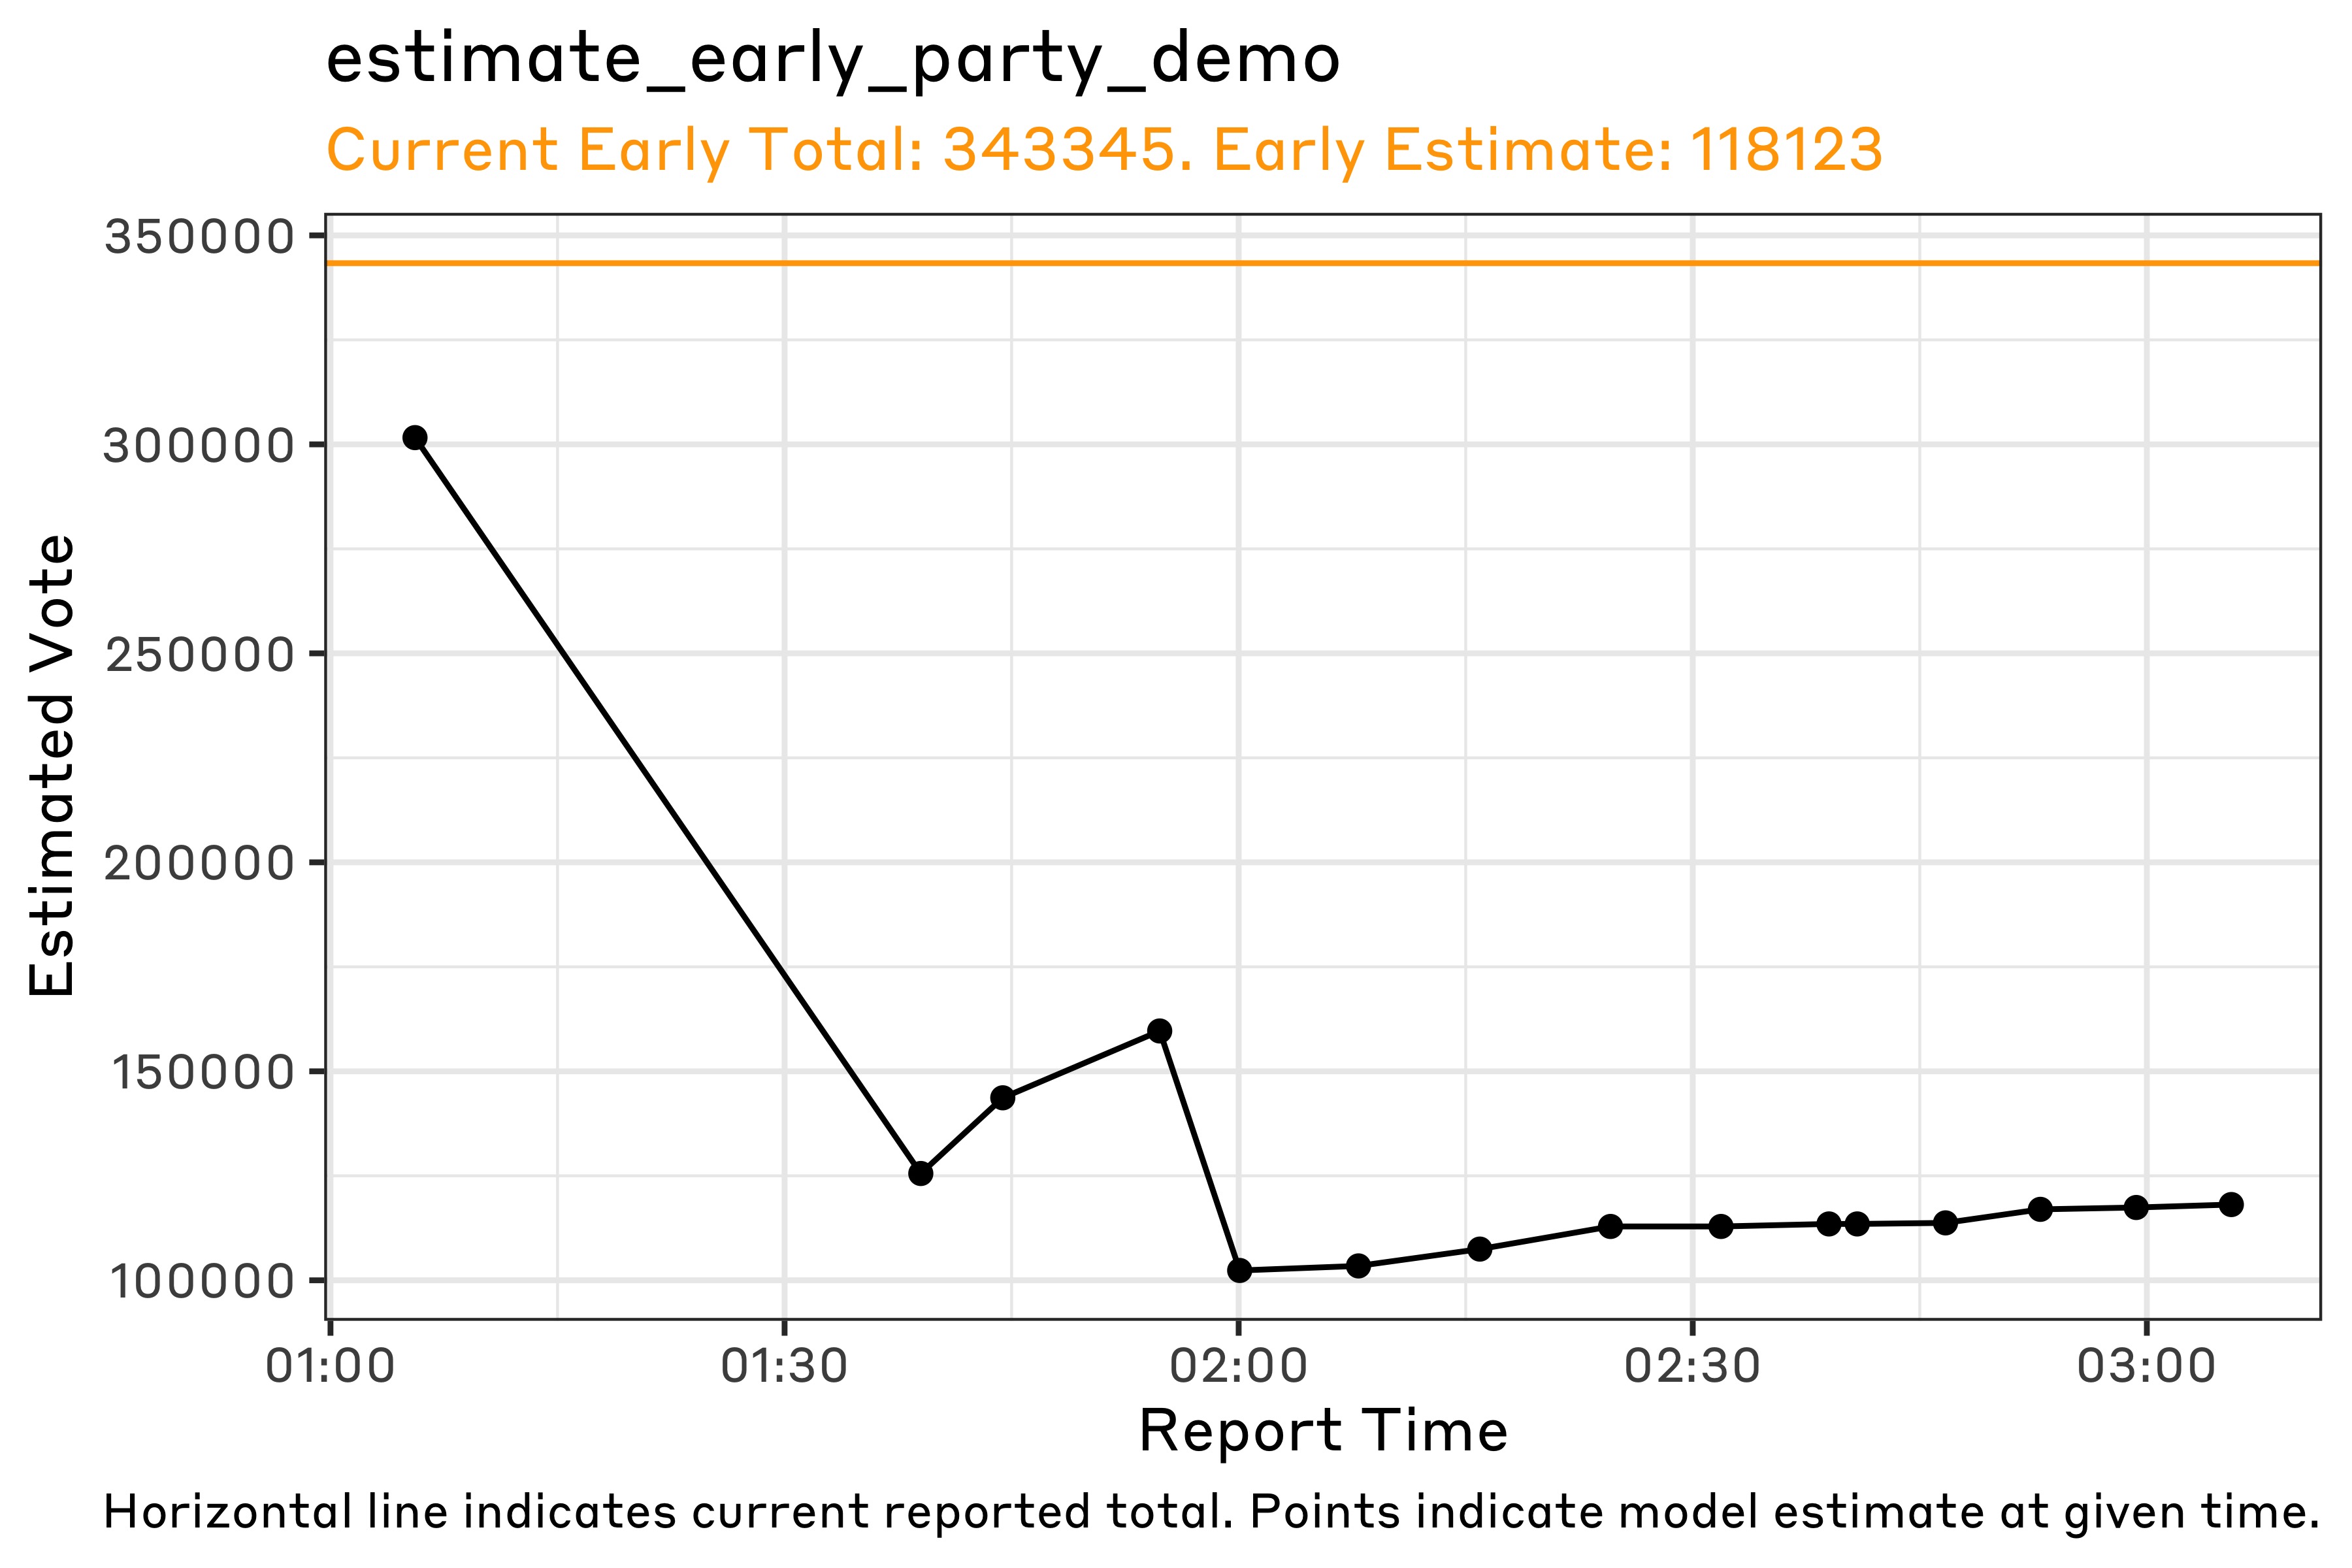 estimate_early_party_demo
Current Early Total: 343345. Early Estimate: 118123
350000
300000
250000
200000
150000
100000
Estimated Vote
01:00 01:30 02:00 02:30 03:00
Report Time
Horizontal line indicates current reported total. Points indicate model estimate at given time.